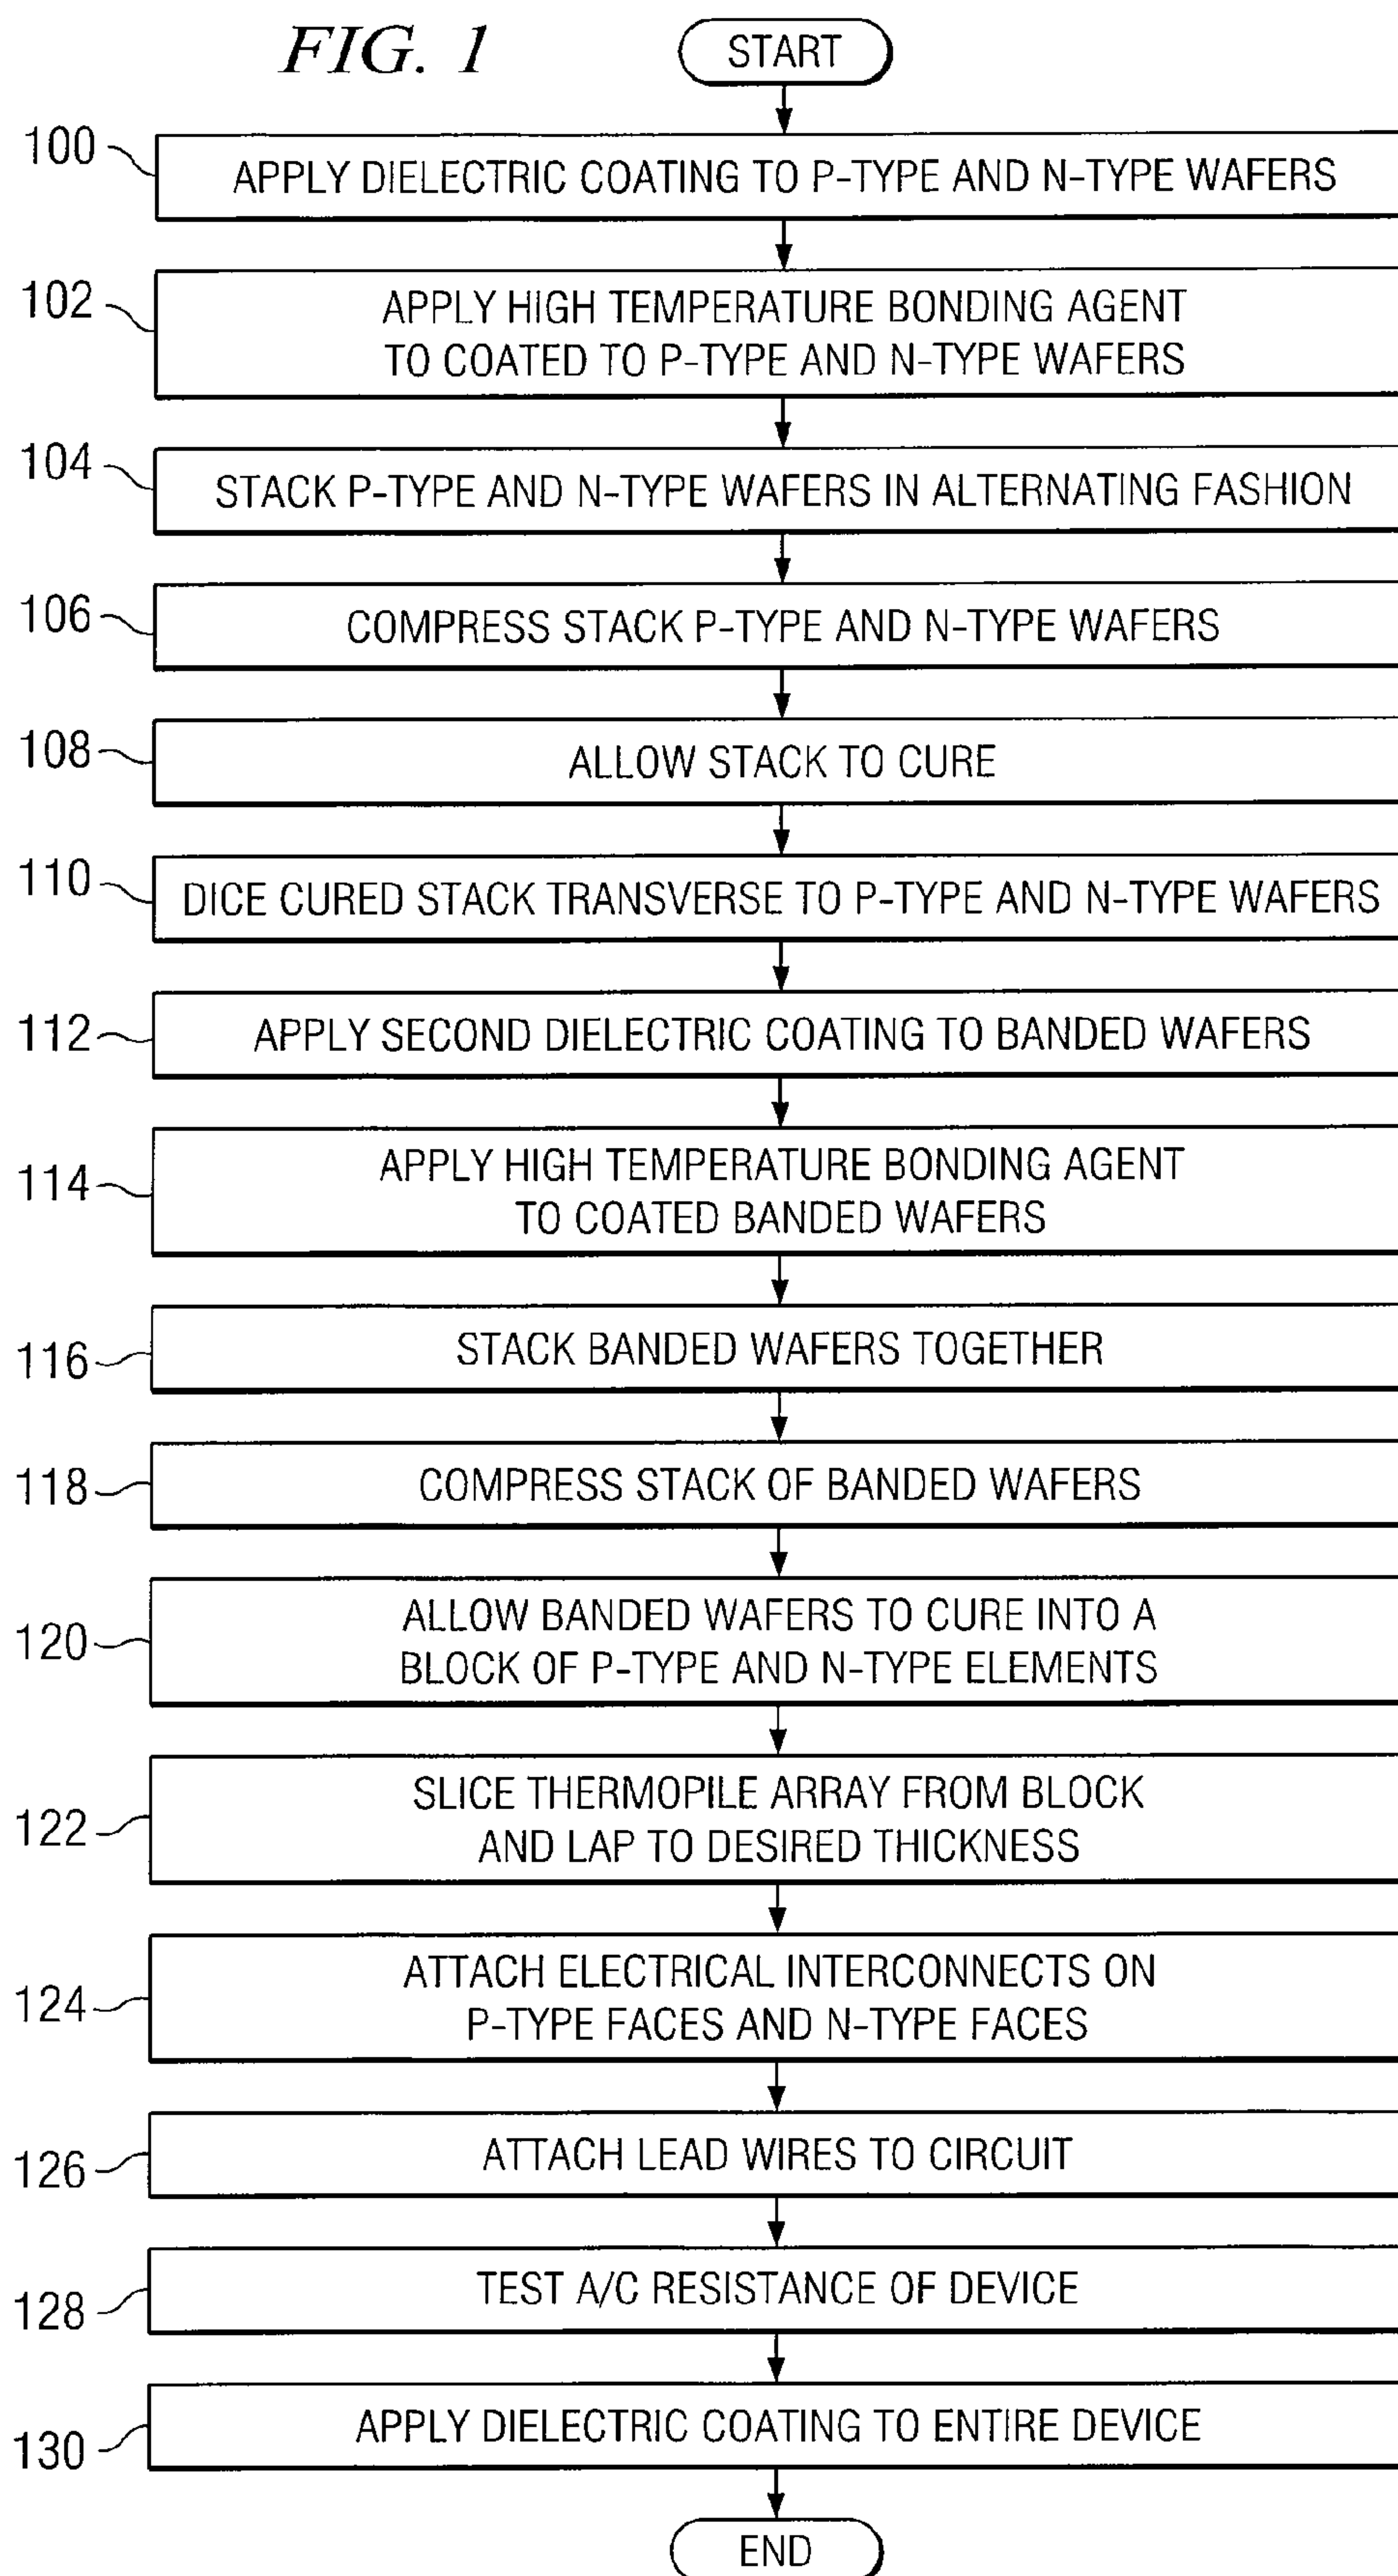 FIG. 1
START
100
APPLY DIELECTRIC COATING TO P-TYPE AND N-TYPE WAFERS
102
APPLY HIGH TEMPERATURE BONDING AGENT
TO COATED TO P-TYPE AND N-TYPE WAFERS
104
STACK P-TYPE AND N-TYPE WAFERS IN ALTERNATING FASHION
106
COMPRESS STACK P-TYPE AND N-TYPE WAFERS
108
ALLOW STACK TO CURE
110
DICE CURED STACK TRANSVERSE TO P-TYPE AND N-TYPE WAFERS
112
APPLY SECOND DIELECTRIC COATING TO BANDED WAFERS
114
APPLY HIGH TEMPERATURE BONDING AGENT
TO COATED BANDED WAFERS
116
STACK BANDED WAFERS TOGETHER
118
COMPRESS STACK OF BANDED WAFERS
120
ALLOW BANDED WAFERS TO CURE INTO A
BLOCK OF P-TYPE AND N-TYPE ELEMENTS
122
SLICE THERMOPILE ARRAY FROM BLOCK
AND LAP TO DESIRED THICKNESS
124
ATTACH ELECTRICAL INTERCONNECTS ON
P-TYPE FACES AND N-TYPE FACES
126
ATTACH LEAD WIRES TO CIRCUIT
128
TEST A/C RESISTANCE OF DEVICE
130
APPLY DIELECTRIC COATING TO ENTIRE DEVICE
END